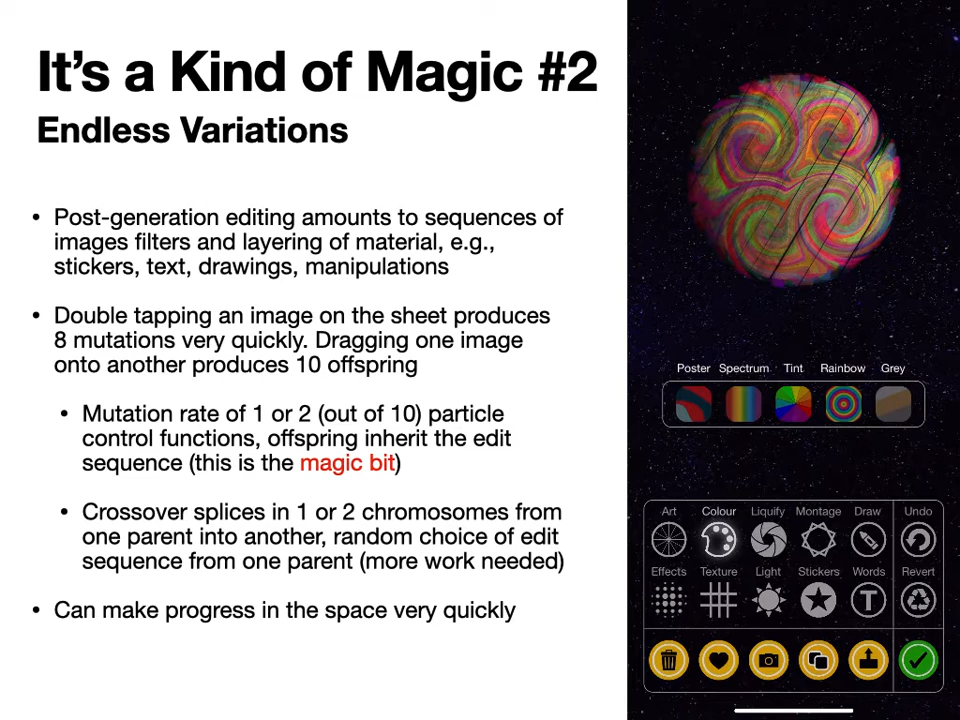 It's a Kind of Magic #2
Endless Variations
• Post-generation editing amounts to sequences of
images filters and layering of material, e.g.,
stickers, text, drawings, manipulations
• Double tapping an image on the sheet produces
8 mutations very quickly. Dragging one image
onto another produces 10 offspring
• Mutation rate of 1 or 2 (out of 10) particle
control functions, offspring inherit the edit
sequence (this is the magic bit)
• Crossover splices in 1 or 2 chromosomes from
one parent into another, random choice of edit
sequence from one parent (more work needed)
• Can make progress in the space very quickly
Poster Spectrum Tint Rainbow Grey
Art Colour Liquify Montage Draw Undo
Effects Texture Light Stickers Words Revert
T